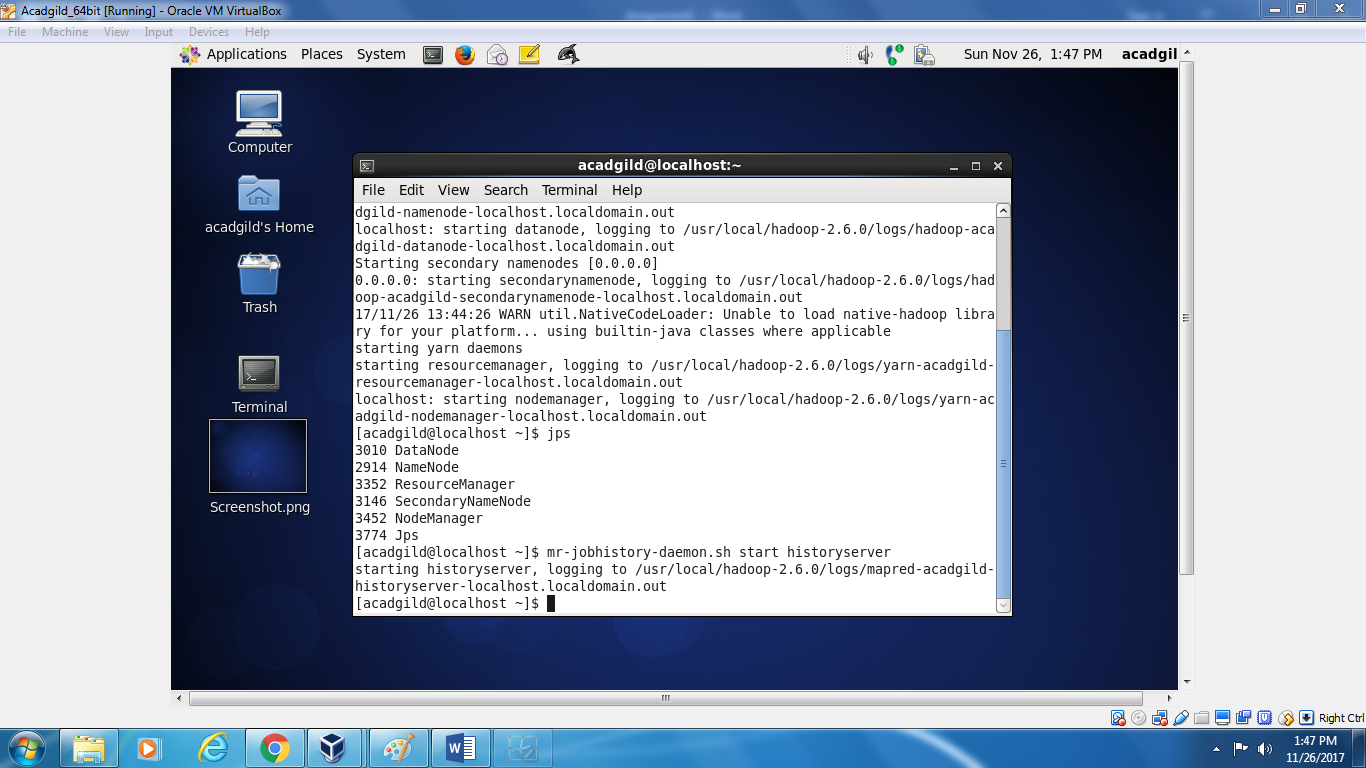 Acadgild_64bit [Running] - Oracle VM VirtualBox
File Machine View Input Devices Help
Applications Places System Sun Nov 26, 1:47 PM acadgil
Computer
acadgild's Home
Trash
Terminal
Screenshot.png
acadgild@localhost:~
File Edit View Search Terminal Help
dgild-namenode-localhost.localdomain.out
localhost: starting datanode, logging to /usr/local/hadoop-2.6.0/logs/hadoop-aca
dgild-datanode-localhost.localdomain.out
Starting secondary namenodes [0.0.0.0]
0.0.0.0: starting secondarynamenode, logging to /usr/local/hadoop-2.6.0/logs/had
oop-acadgild-secondarynamenode-localhost.localdomain.out
17/11/26 13:44:26 WARN util.NativeCodeLoader: Unable to load native-hadoop libra
ry for your platform... using builtin-java classes where applicable
starting yarn daemons
starting resourcemanager, logging to /usr/local/hadoop-2.6.0/logs/yarn-acadgild-
resourcemanager-localhost.localdomain.out
localhost: starting nodemanager, logging to /usr/local/hadoop-2.6.0/logs/yarn-ac
adgild-nodemanager-localhost.localdomain.out
[acadgild@localhost ~]$ jps
3010 DataNode
2914 NameNode
3352 ResourceManager
3146 SecondaryNameNode
3452 NodeManager
3774 Jps
[acadgild@localhost ~]$ mr-jobhistory-daemon.sh start historyserver
starting historyserver, logging to /usr/local/hadoop-2.6.0/logs/mapred-acadgild-
historyserver-localhost.localdomain.out
[acadgild@localhost ~]$
Right Ctrl
1:47 PM
11/26/2017